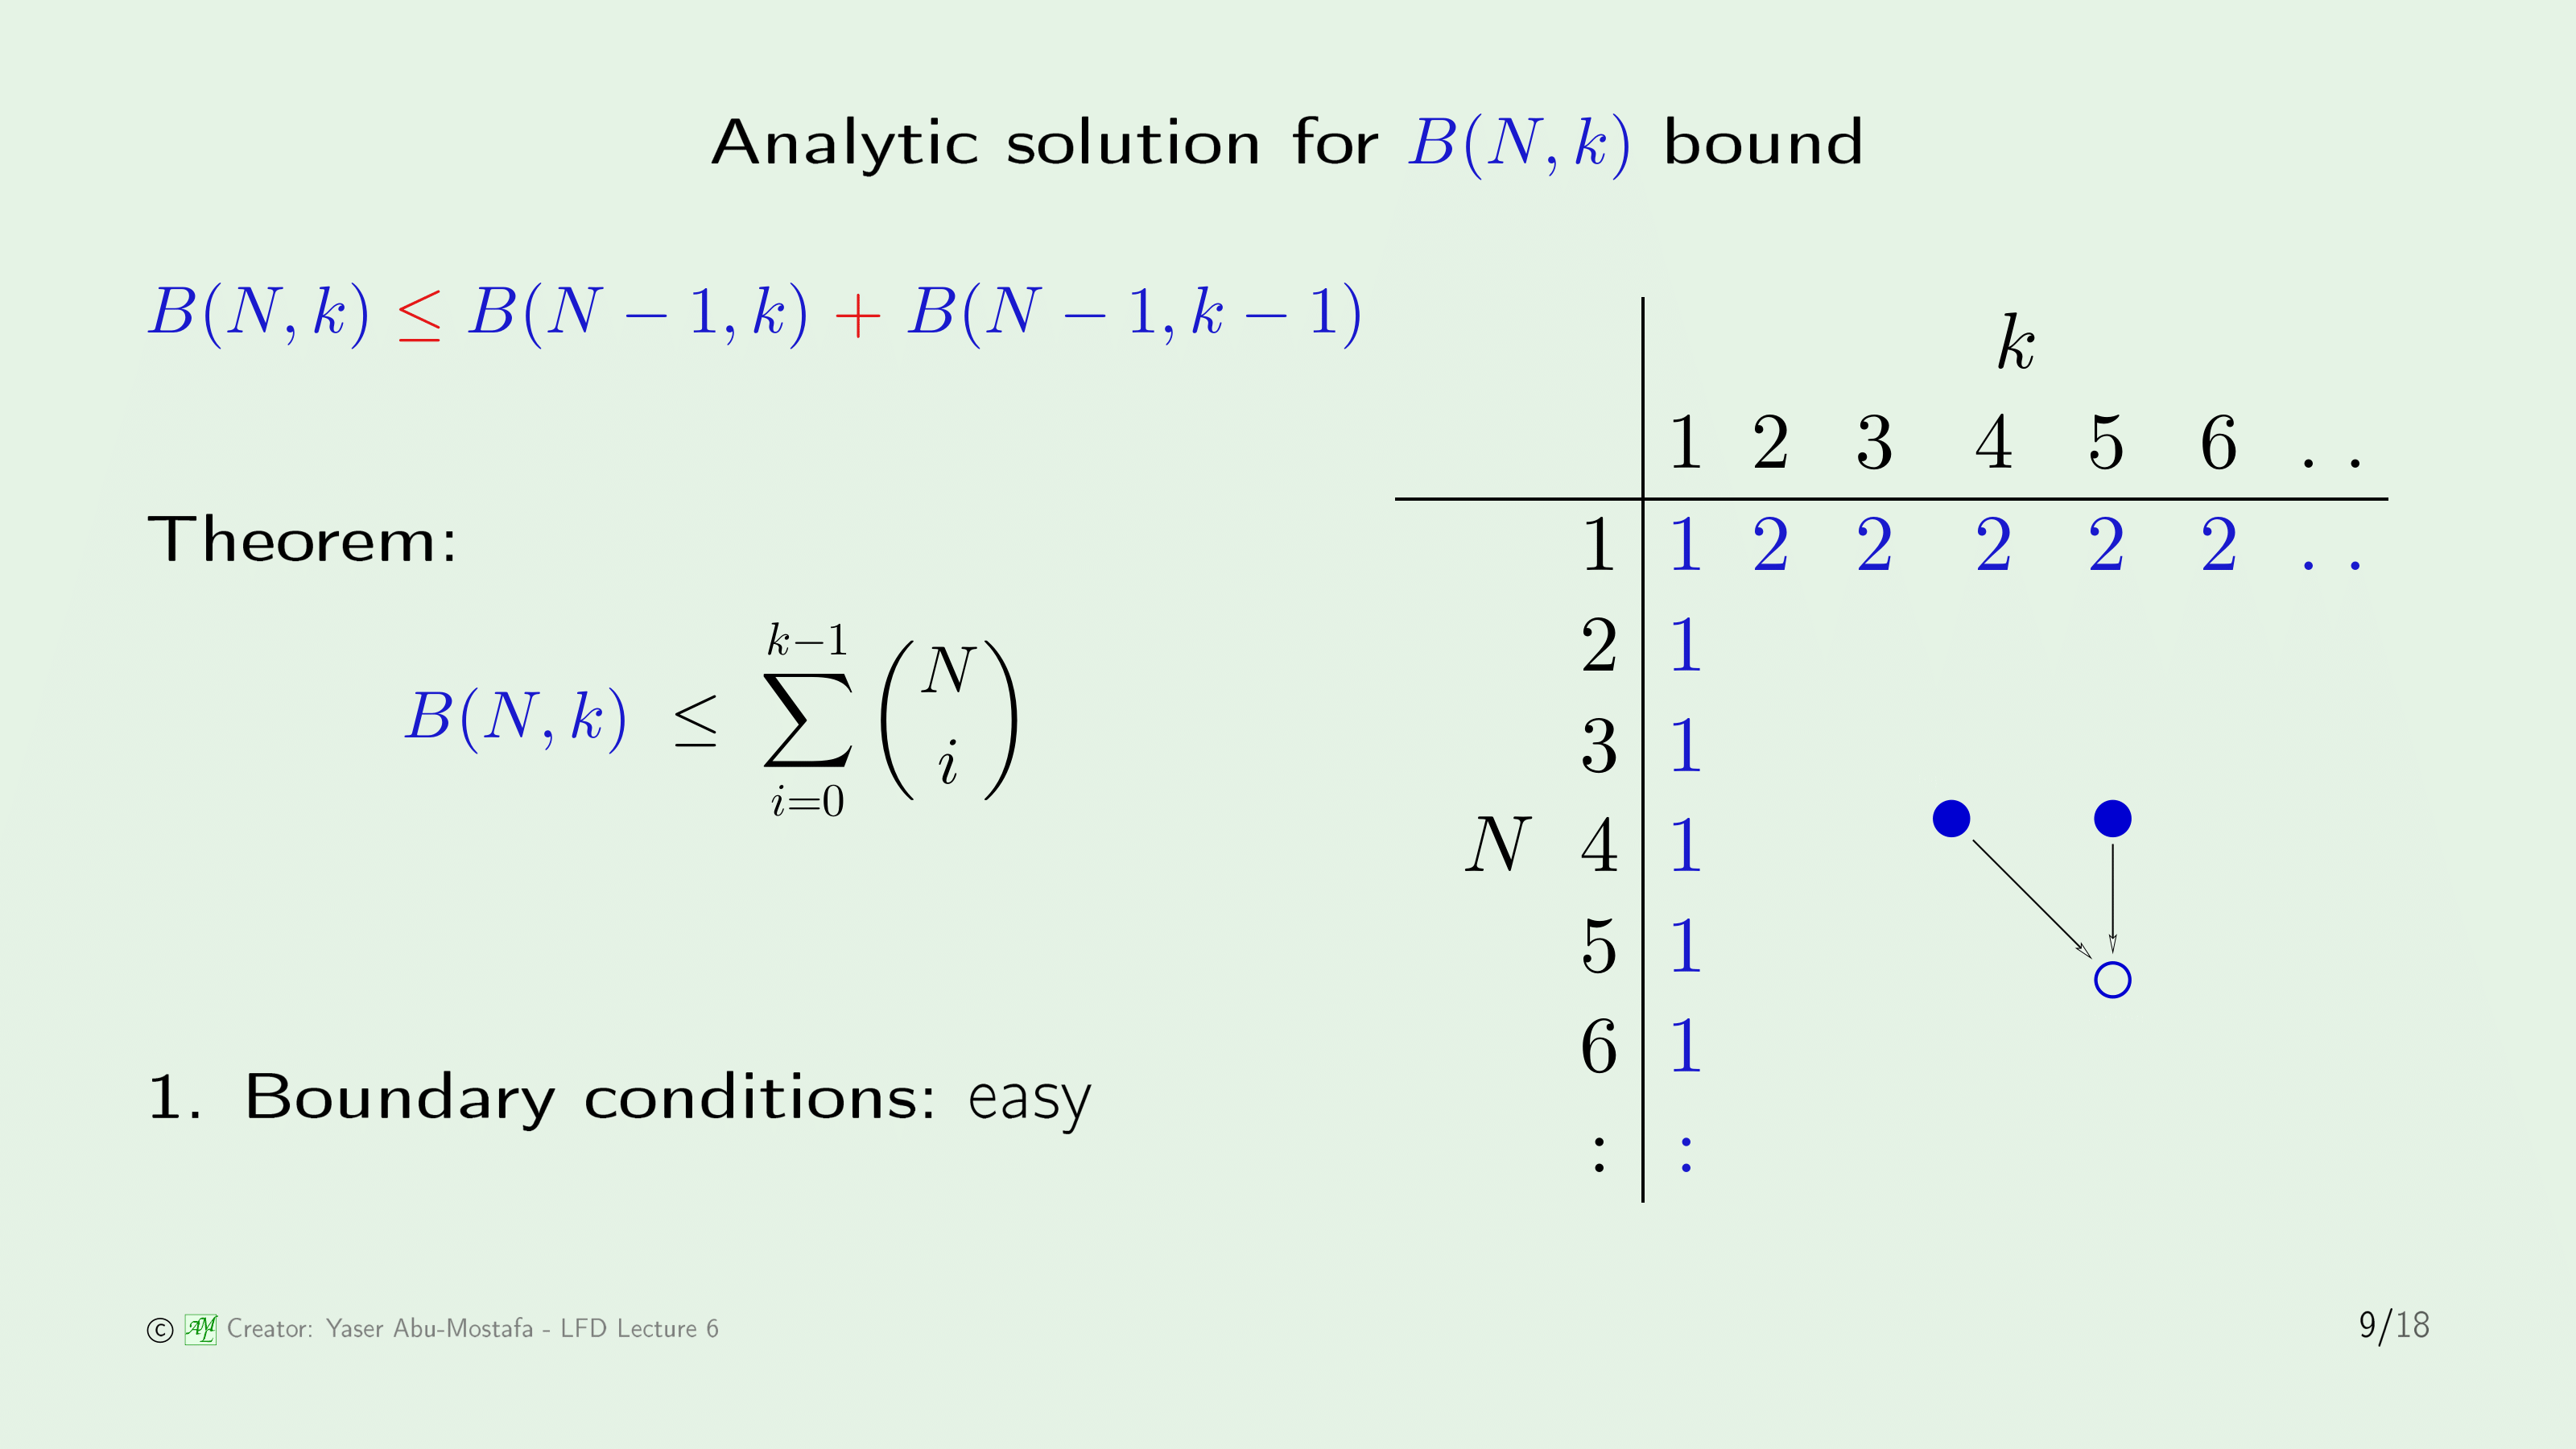 Analytic solution for B(N, k) bound
B(N, k) ≤ B(N − 1, k) + B(N − 1, k − 1)
Theorem:
B(N, k) ≤ \sum_{i=0}^{k−1} \binom{N}{i}
1. Boundary conditions: easy
k
1 2 3 4 5 6 . .
1 1 2 2 2 2 2 . .
2 1
3 1
N 4 1
5 1
6 1
: :
© AML Creator: Yaser Abu-Mostafa - LFD Lecture 6
9/18